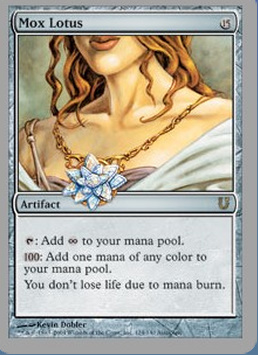 Mox Lotus 15
Artifact
T: Add ∞ to your mana pool.
100: Add one mana of any color to
your mana pool.
You don't lose life due to mana burn.
Kevin Dobler